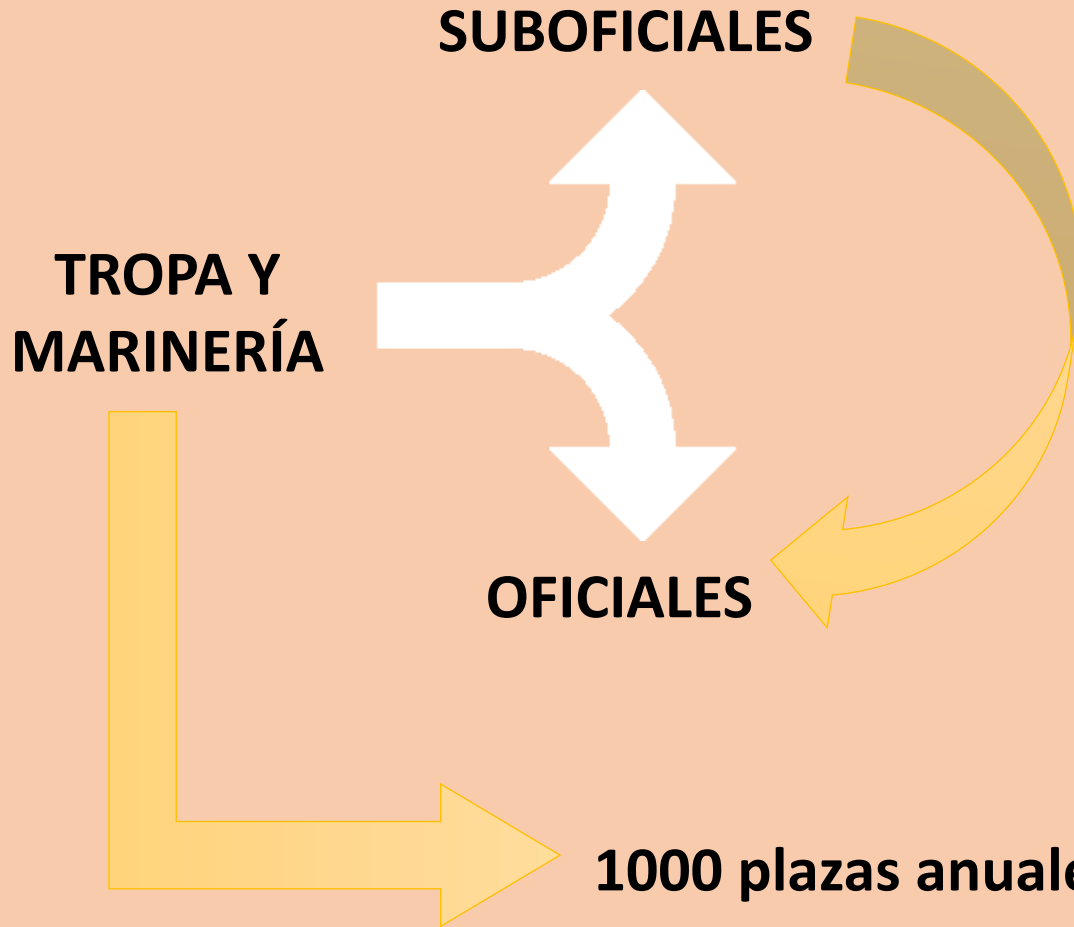 SUBOFICIALES
TROPA Y
MARINERÍA
OFICIALES
1000 plazas anuale